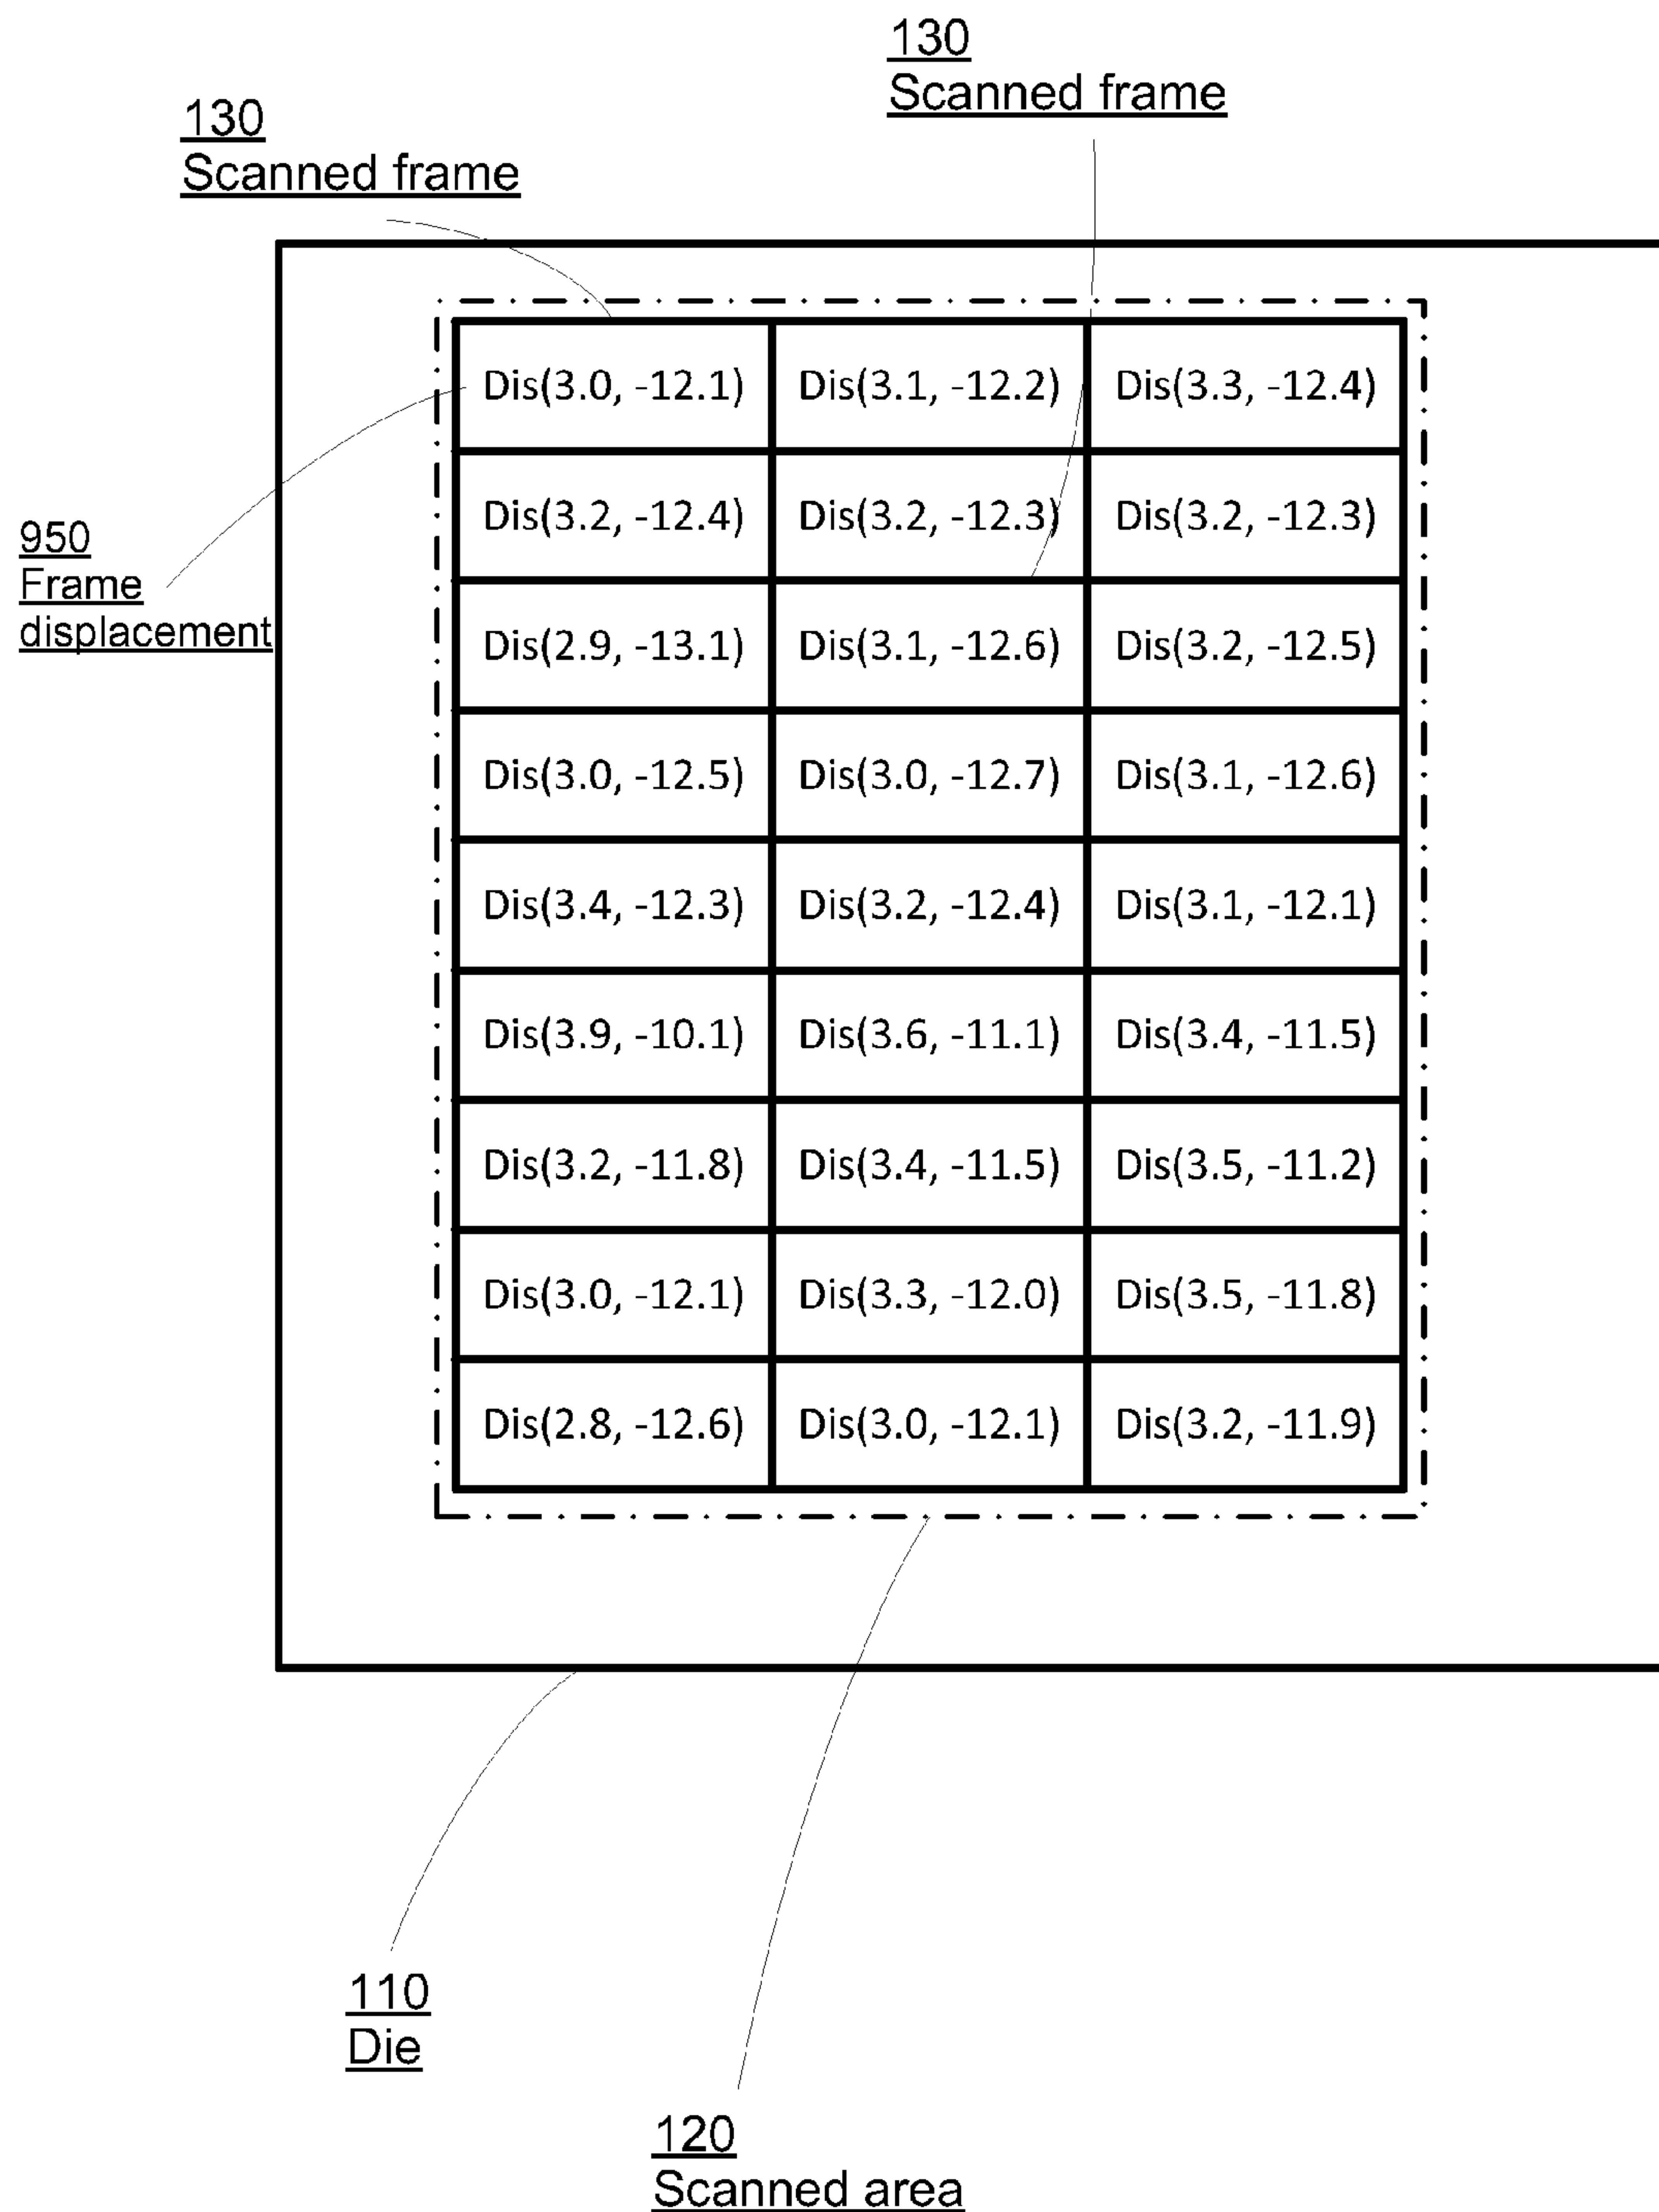 130
Scanned frame
130
Scanned frame
Dis(3.0, -12.1) Dis(3.1, -12.2) Dis(3.3, -12.4)
Dis(3.2, -12.4) Dis(3.2, -12.3) Dis(3.2, -12.3)
950
Frame
displacement
Dis(2.9, -13.1) Dis(3.1, -12.6) Dis(3.2, -12.5)
Dis(3.0, -12.5) Dis(3.0, -12.7) Dis(3.1, -12.6)
Dis(3.4, -12.3) Dis(3.2, -12.4) Dis(3.1, -12.1)
Dis(3.9, -10.1) Dis(3.6, -11.1) Dis(3.4, -11.5)
Dis(3.2, -11.8) Dis(3.4, -11.5) Dis(3.5, -11.2)
Dis(3.0, -12.1) Dis(3.3, -12.0) Dis(3.5, -11.8)
Dis(2.8, -12.6) Dis(3.0, -12.1) Dis(3.2, -11.9)
110
Die
120
Scanned area